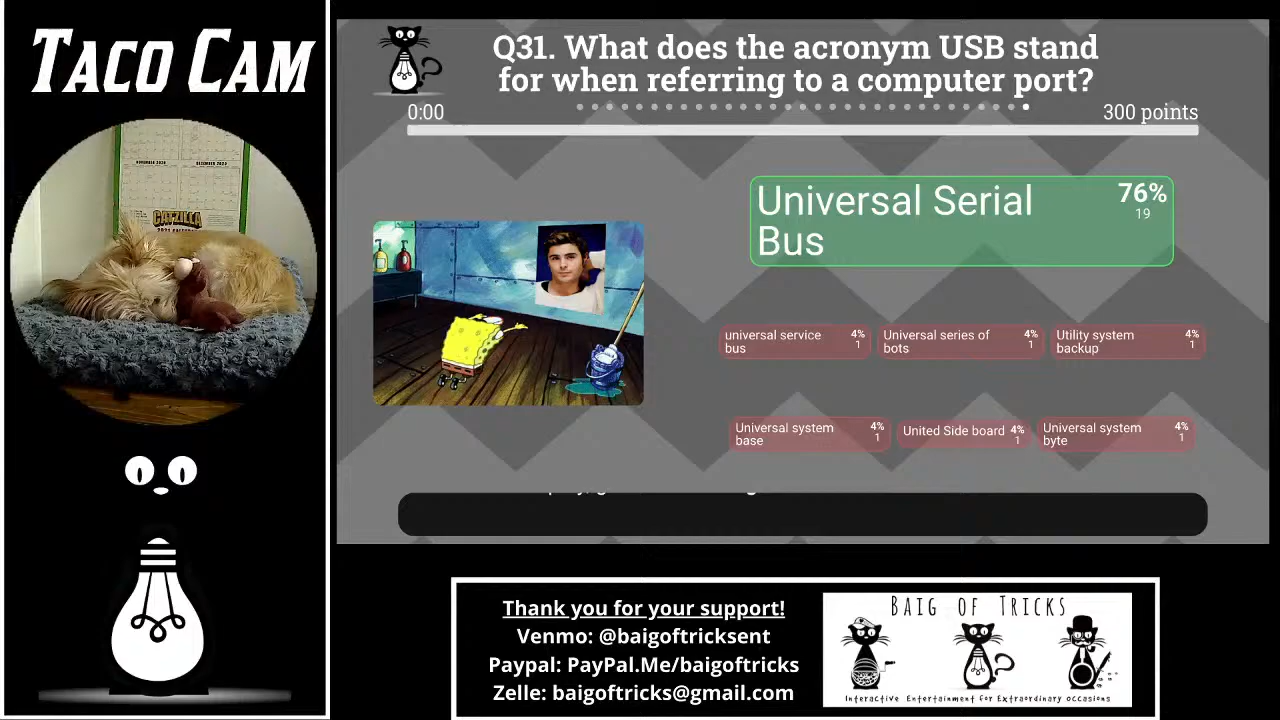 TACO CAM
CATZILLA
Q31. What does the acronym USB stand
for when referring to a computer port?
0:00
300 points
Universal Serial
Bus
76%
19
universal service
bus
4%
1
Universal series of
bots
4%
1
Utility system
backup
4%
1
Universal system
base
4%
1
United Side board
4%
1
Universal system
byte
4%
1
Thank you for your support!
Venmo: @baigoftricksent
Paypal: PayPal.Me/baigoftricks
Zelle: baigoftricks@gmail.com
BAIG OF TRICKS
Interactive Entertainment for Extraordinary occasions